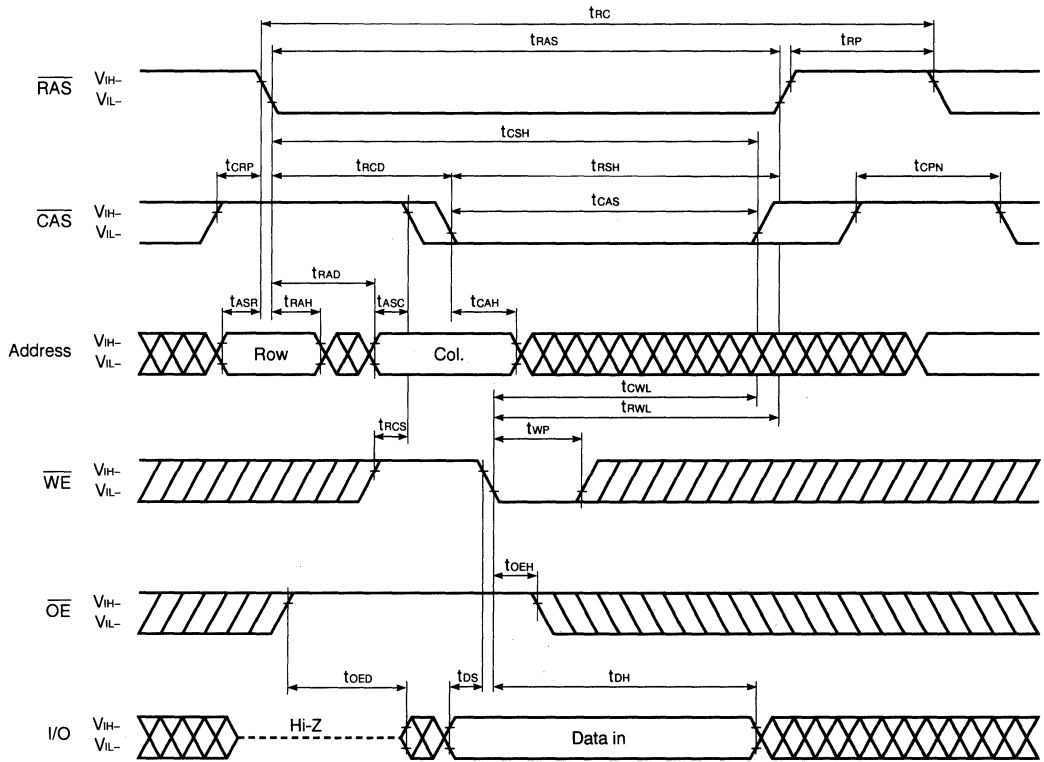 tRC
tRAS
tRP
RAS
VIH–
VIL–
tCSH
tCRP
tRCD
tRSH
tCPN
CAS
VIH–
VIL–
tCAS
tRAD
tASR
tRAH
tASC
tCAH
Address
VIH–
VIL–
Row
Col.
tCWL
tRWL
tRCS
tWP
WE
VIH–
VIL–
tOEH
OE
VIH–
VIL–
tOED
tDS
tDH
I/O
VIH–
VIL–
Hi-Z
Data in